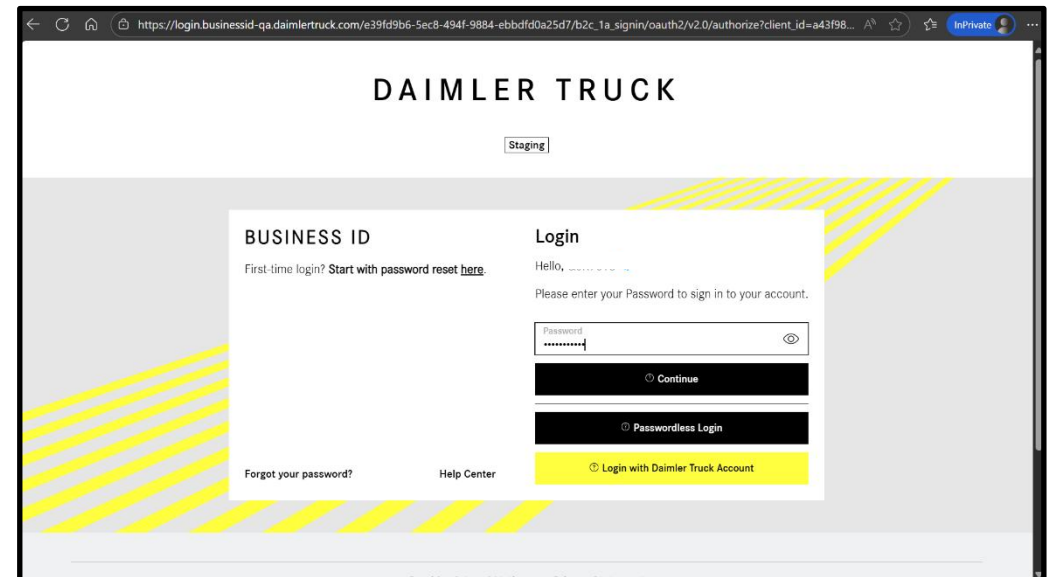 https://login.businessid-qa.daimlertruck.com/e39fd9b6-5ec8-494f-9884-ebbdfd0a25d7/b2c_1a_signin/oauth2/v2.0/authorize?client_id=a43f98...
InPrivate
DAIMLER TRUCK
Staging
BUSINESS ID
First-time login? Start with password reset here.
Forgot your password?
Help Center
Login
Hello,
Please enter your Password to sign in to your account.
Password
Continue
Passwordless Login
Login with Daimler Truck Account